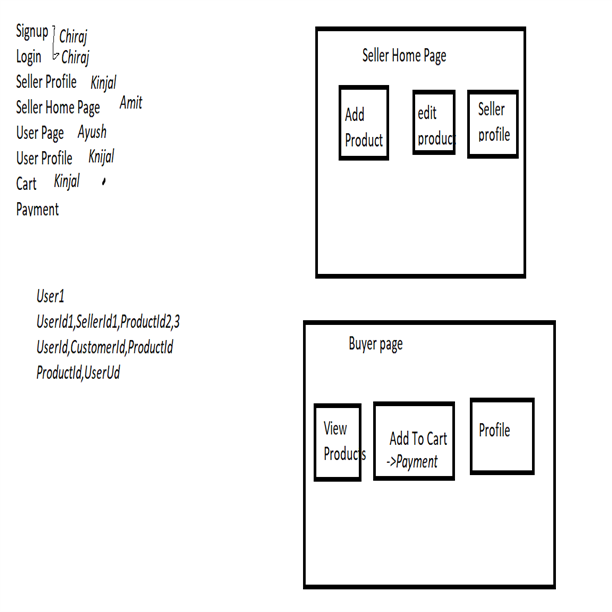 Signup Chiraj
Login Chiraj
Seller Profile Kinjal
Seller Home Page Amit
User Page Ayush
User Profile Knijal
Cart Kinjal
Payment
User1
UserId1,SellerId1,ProductId2,3
UserId,CustomerId,ProductId
ProductId,UserUd
Seller Home Page
Add
Product
edit
product
Seller
profile
Buyer page
View
Products
Add To Cart
->Payment
Profile